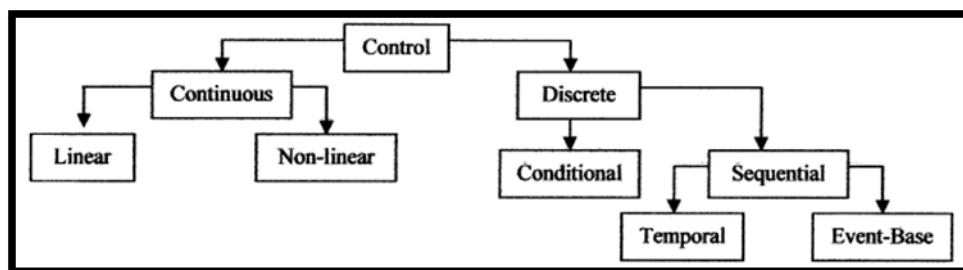 Control
Continuous
Discrete
Linear
Non-linear
Conditional
Sequential
Temporal
Event-Base